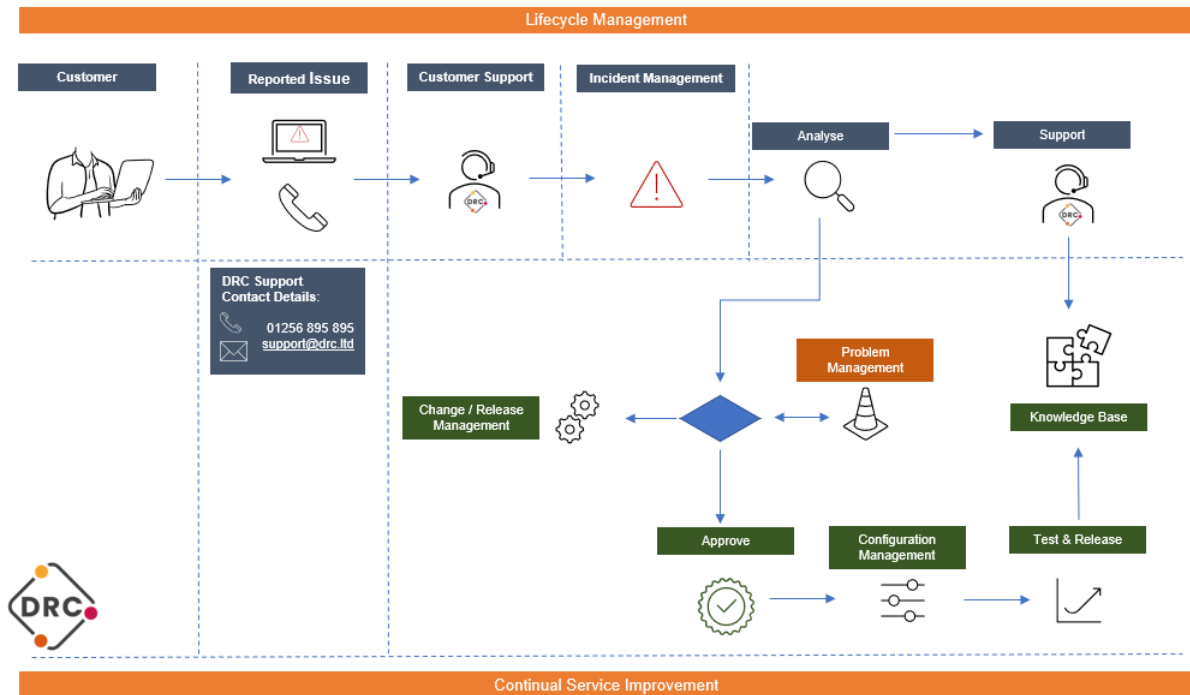 Lifecycle Management
Customer
Reported Issue
Customer Support
Incident Management
Analyse
Support
DRC
DRC
DRC Support
Contact Details:
01256 895 895
support@drc.ltd
Problem
Management
Change / Release
Management
Knowledge Base
Approve
Configuration
Management
Test & Release
DRC
Continual Service Improvement